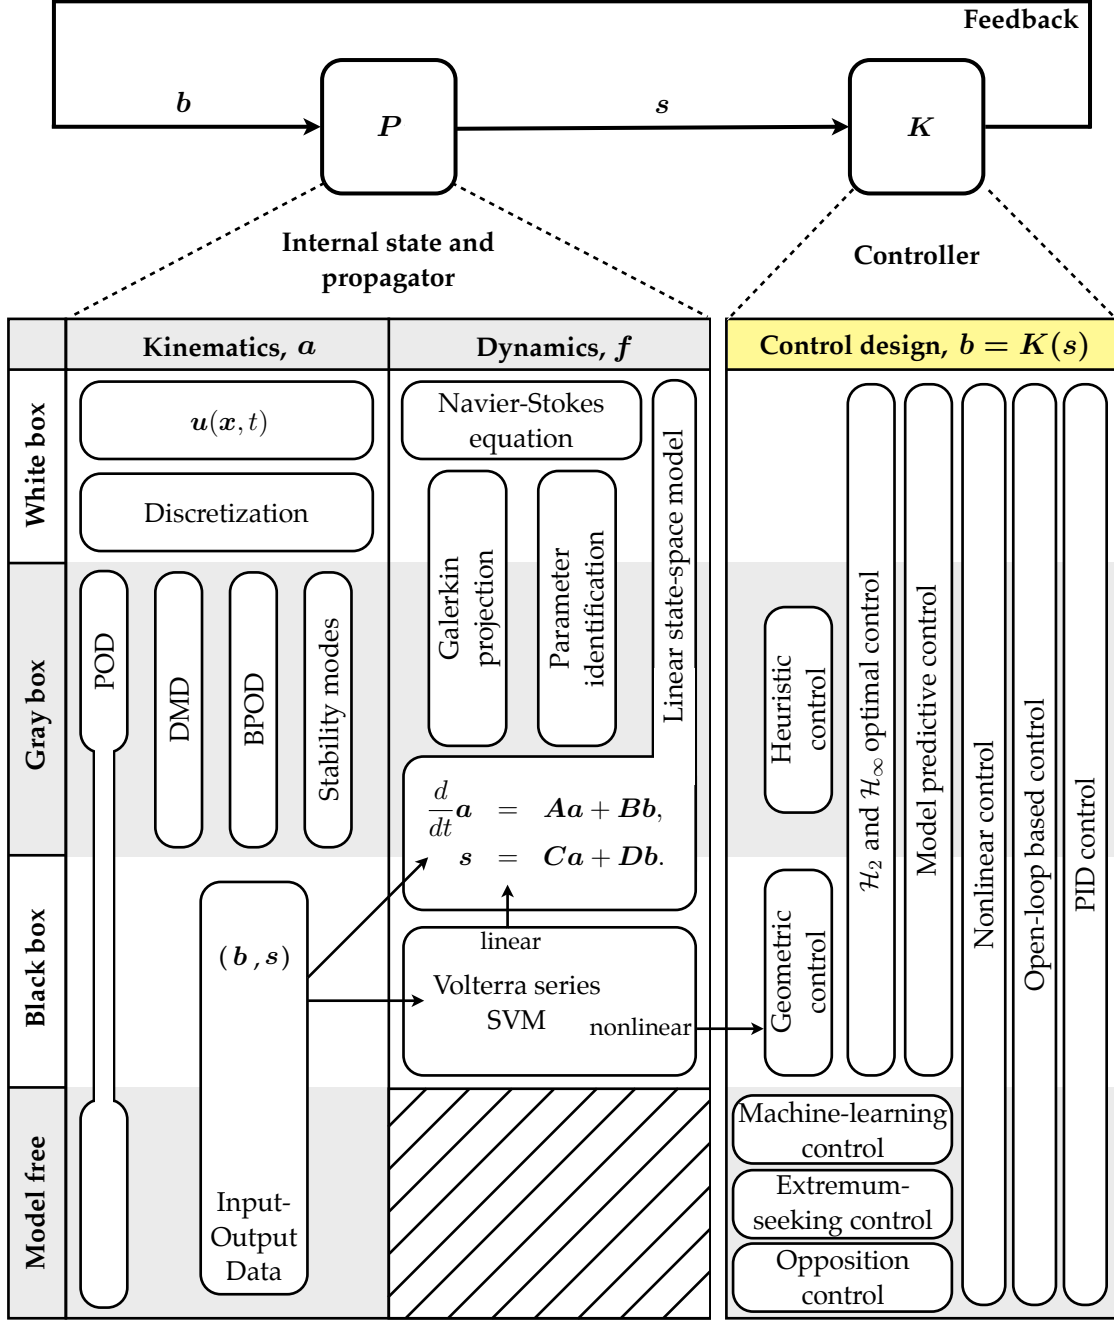 Feedback
b
P
s
K
Internal state and
propagator
Controller
Kinematics, a
Dynamics, f
Control design, b = K(s)
White box
u(x, t)
Discretization
Navier-Stokes
equation
Galerkin
projection
Parameter
identification
Linear state-space model
Gray box
POD
DMD
BPOD
Stability modes
d/dt a = Aa + Bb,
s = Ca + Db.
Black box
(b, s)
linear
Volterra series
SVM
nonlinear
Model free
Input-
Output
Data
Heuristic
control
Geometric
control
ℋ₂ and ℋ∞ optimal control
Model predictive control
Nonlinear control
Open-loop based control
PID control
Machine-learning
control
Extremum-
seeking control
Opposition
control